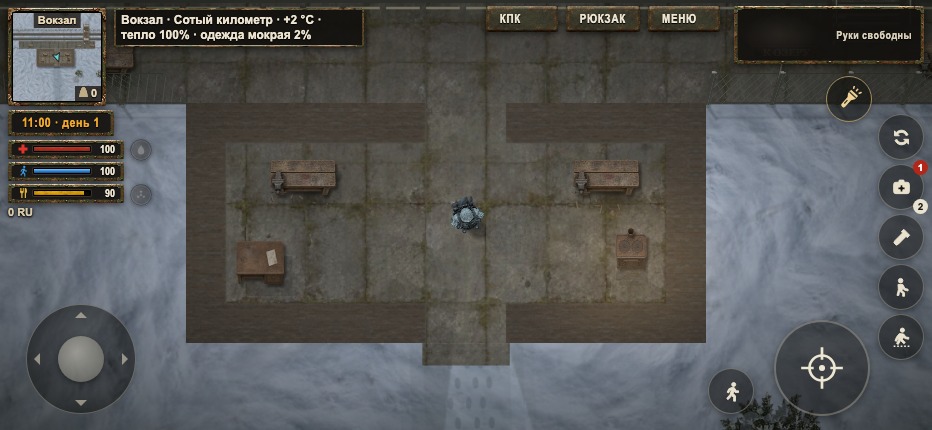 Вокзал
0
Вокзал · Сотый километр · +2 °C ·
тепло 100% · одежда мокрая 2%
КПК
РЮКЗАК
МЕНЮ
Руки свободны
11:00 · день 1
100
100
90
0 RU
1
2